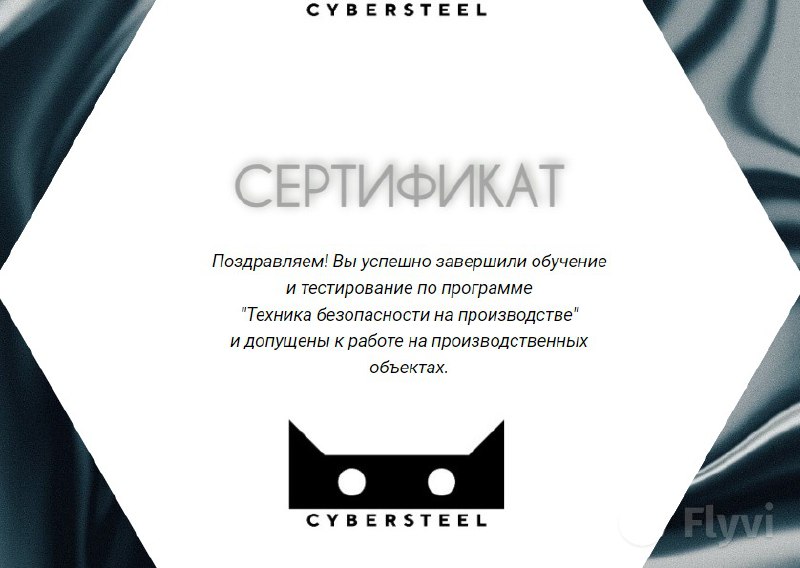 CYBERSTEEL
СЕРТИФИКАТ
Поздравляем! Вы успешно завершили обучение
и тестирование по программе
"Техника безопасности на производстве"
и допущены к работе на производственных
объектах.
CYBERSTEEL
Flyvi